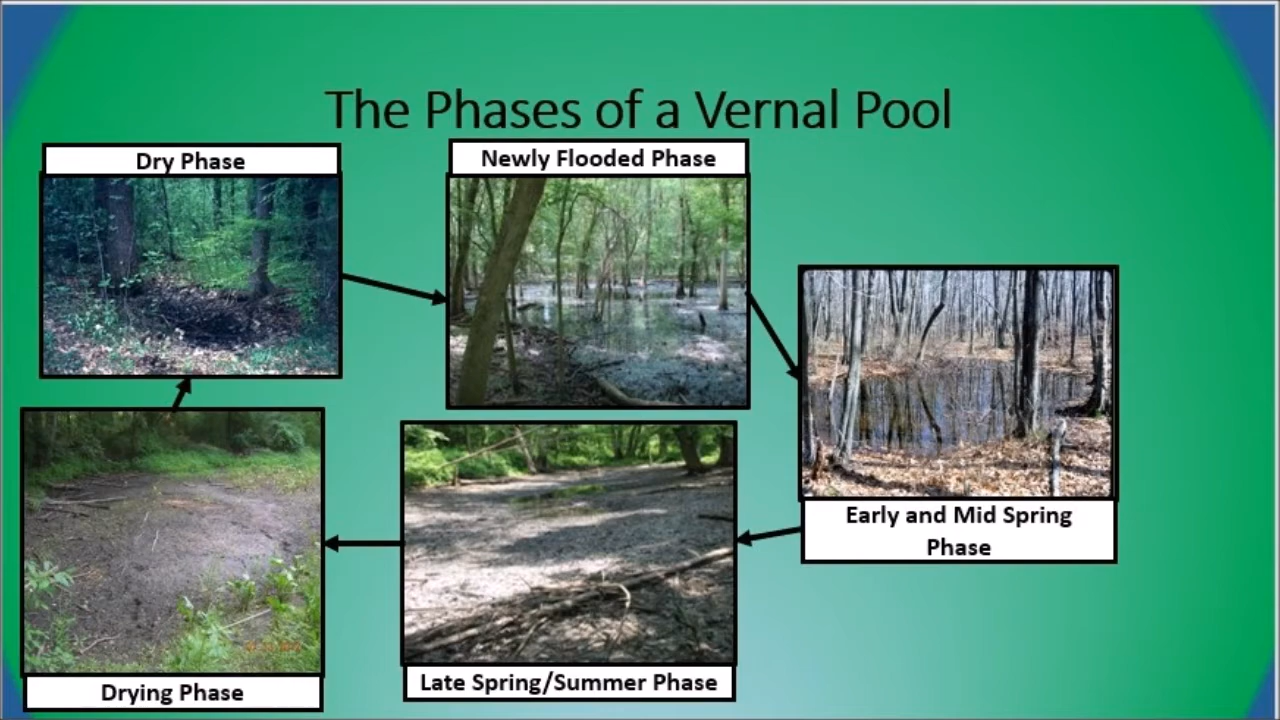 The Phases of a Vernal Pool
Dry Phase
Newly Flooded Phase
Early and Mid Spring
Phase
Late Spring/Summer Phase
Drying Phase